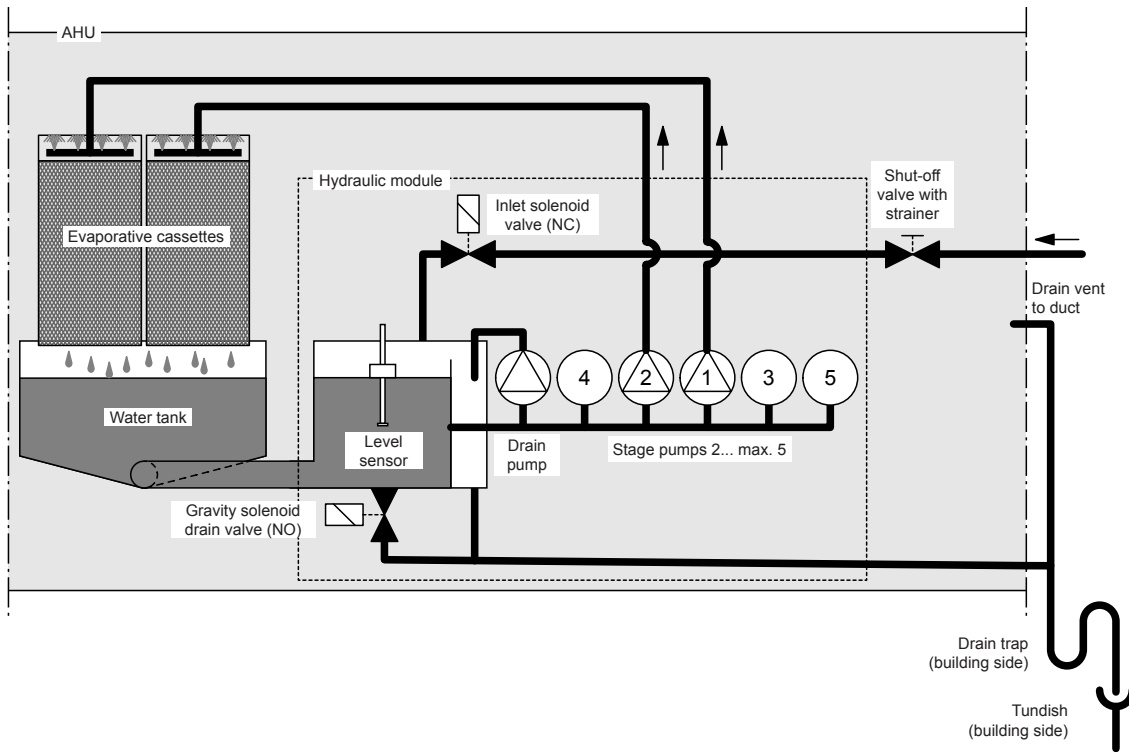 AHU
Hydraulic module
Inlet solenoid
valve (NC)
Shut-off
valve with
strainer
Evaporative cassettes
Drain vent
to duct
4
2
1
3
5
Water tank
Level
sensor
Drain
pump
Stage pumps 2... max. 5
Gravity solenoid
drain valve (NO)
Drain trap
(building side)
Tundish
(building side)